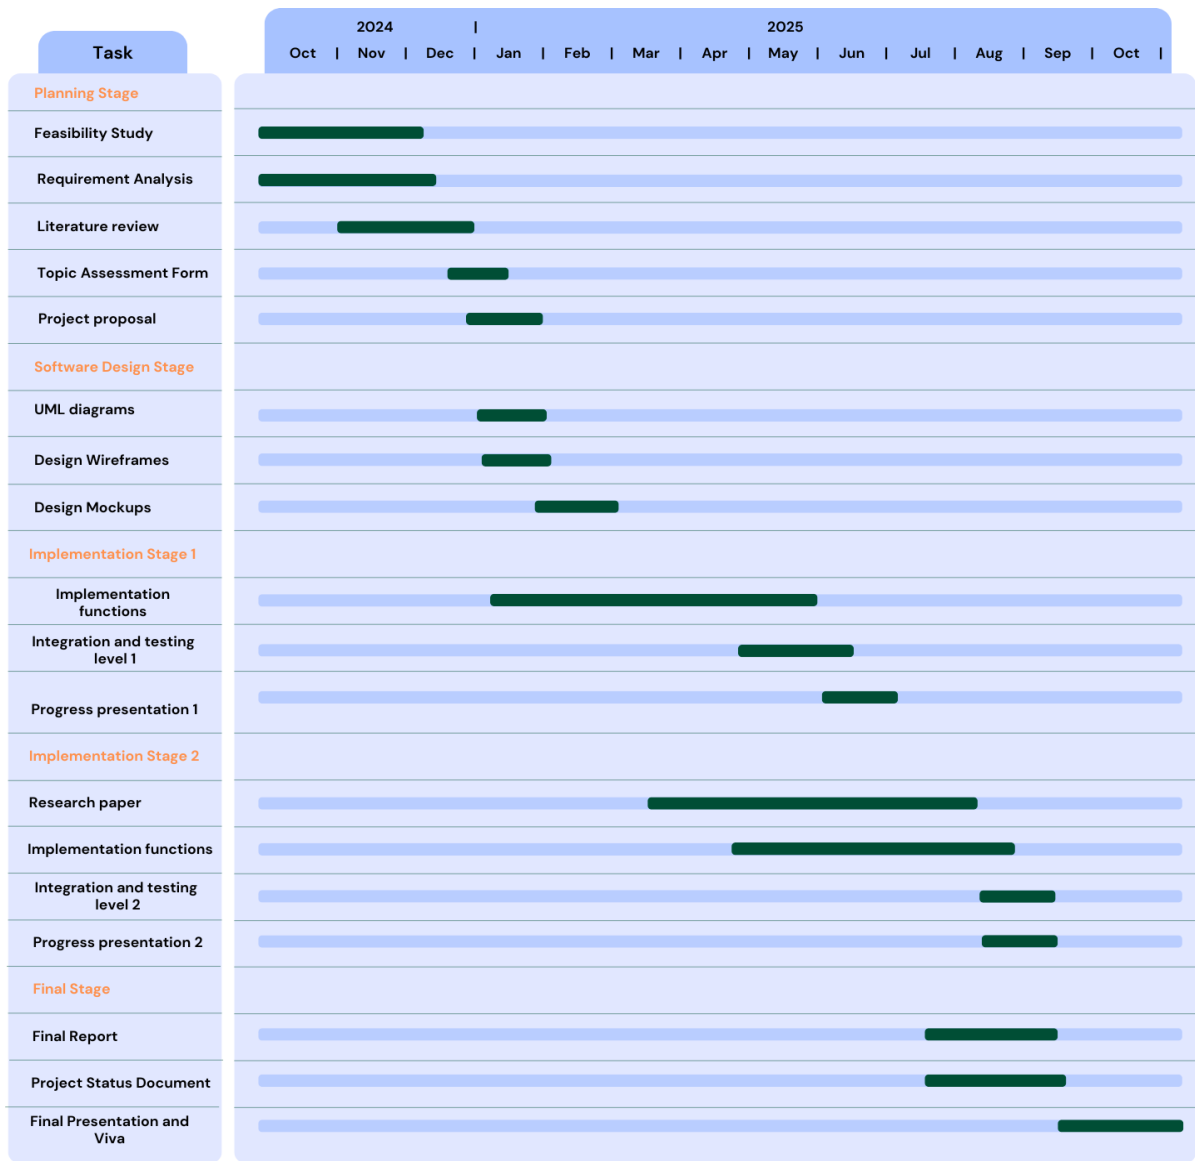 2024 | 2025
Task
Oct | Nov | Dec | Jan | Feb | Mar | Apr | May | Jun | Jul | Aug | Sep | Oct |
Planning Stage
Feasibility Study
Requirement Analysis
Literature review
Topic Assessment Form
Project proposal
Software Design Stage
UML diagrams
Design Wireframes
Design Mockups
Implementation Stage 1
Implementation
functions
Integration and testing
level 1
Progress presentation 1
Implementation Stage 2
Research paper
Implementation functions
Integration and testing
level 2
Progress presentation 2
Final Stage
Final Report
Project Status Document
Final Presentation and
Viva